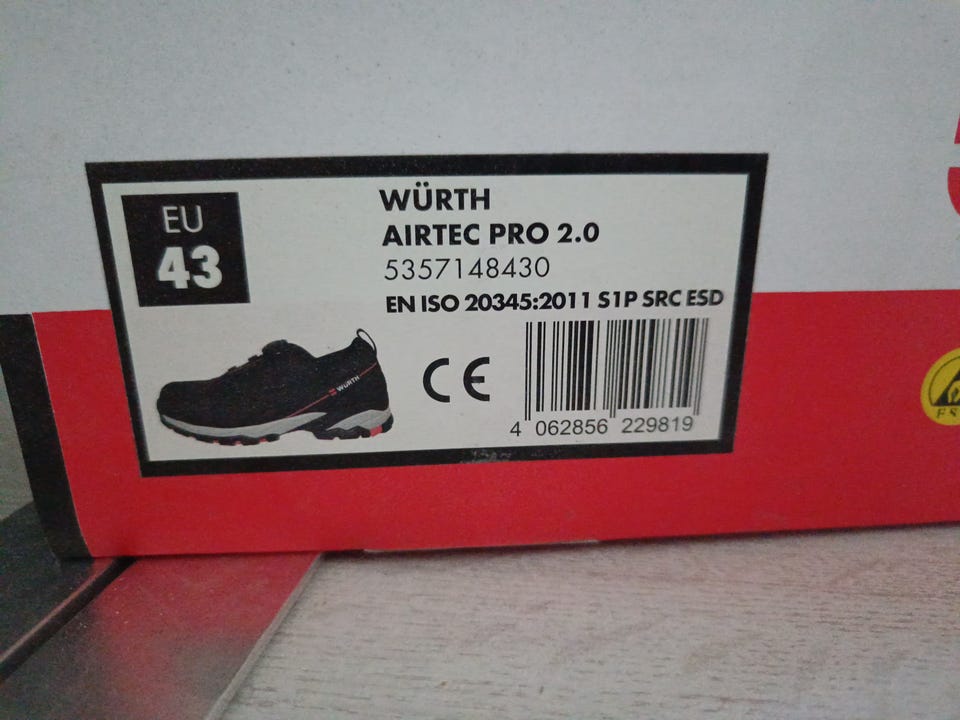 EU
43
WÜRTH
AIRTEC PRO 2.0
5357148430
EN ISO 20345:2011 S1P SRC ESD
WÜRTH
CE
4 062856 229819